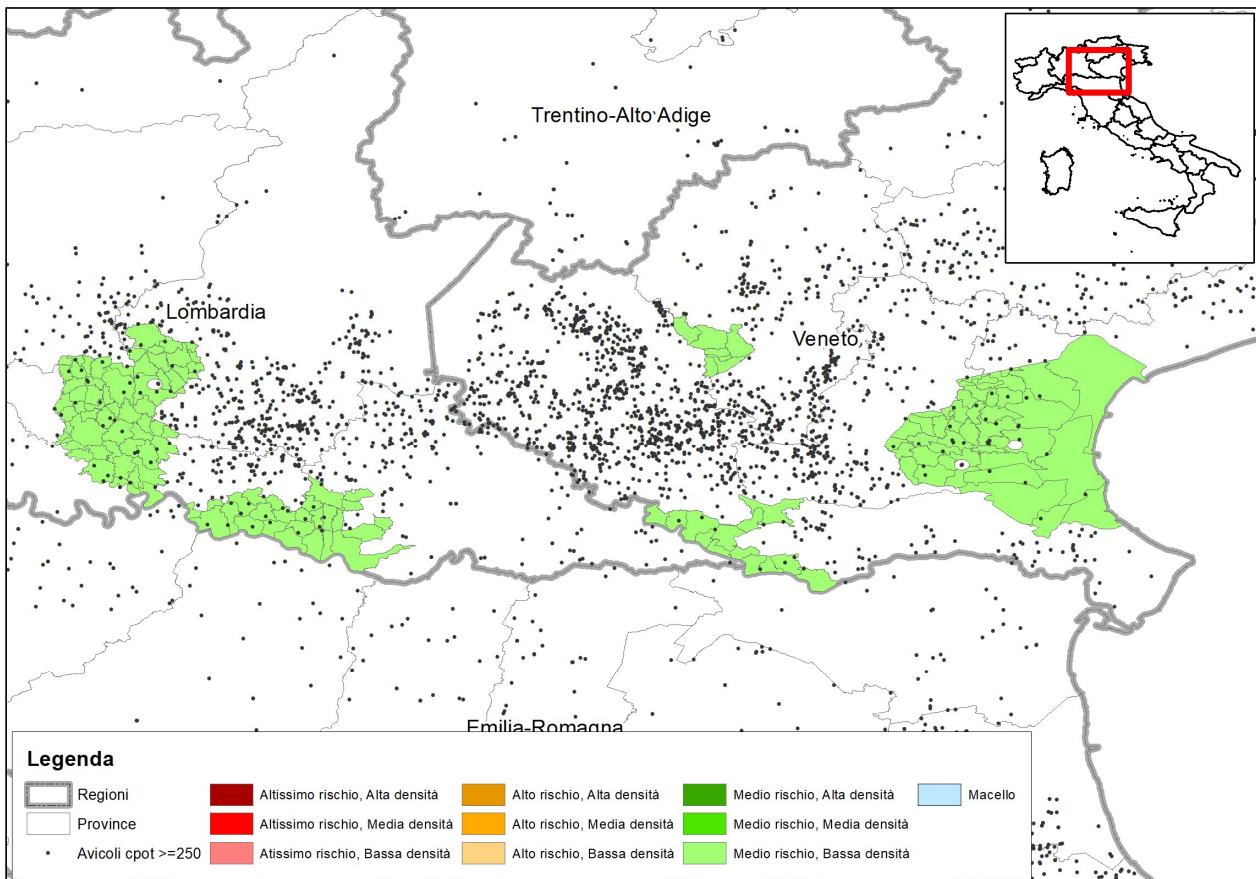 Trentino-Alto Adige
Lombardia
Veneto
Emilia-Romagna
Legenda
Regioni
Province
Avicoli cpot >=250
Altissimo rischio, Alta densità
Altissimo rischio, Media densità
Atissimo rischio, Bassa densità
Alto rischio, Alta densità
Alto rischio, Media densità
Alto rischio, Bassa densità
Medio rischio, Alta densità
Medio rischio, Media densità
Medio rischio, Bassa densità
Macello